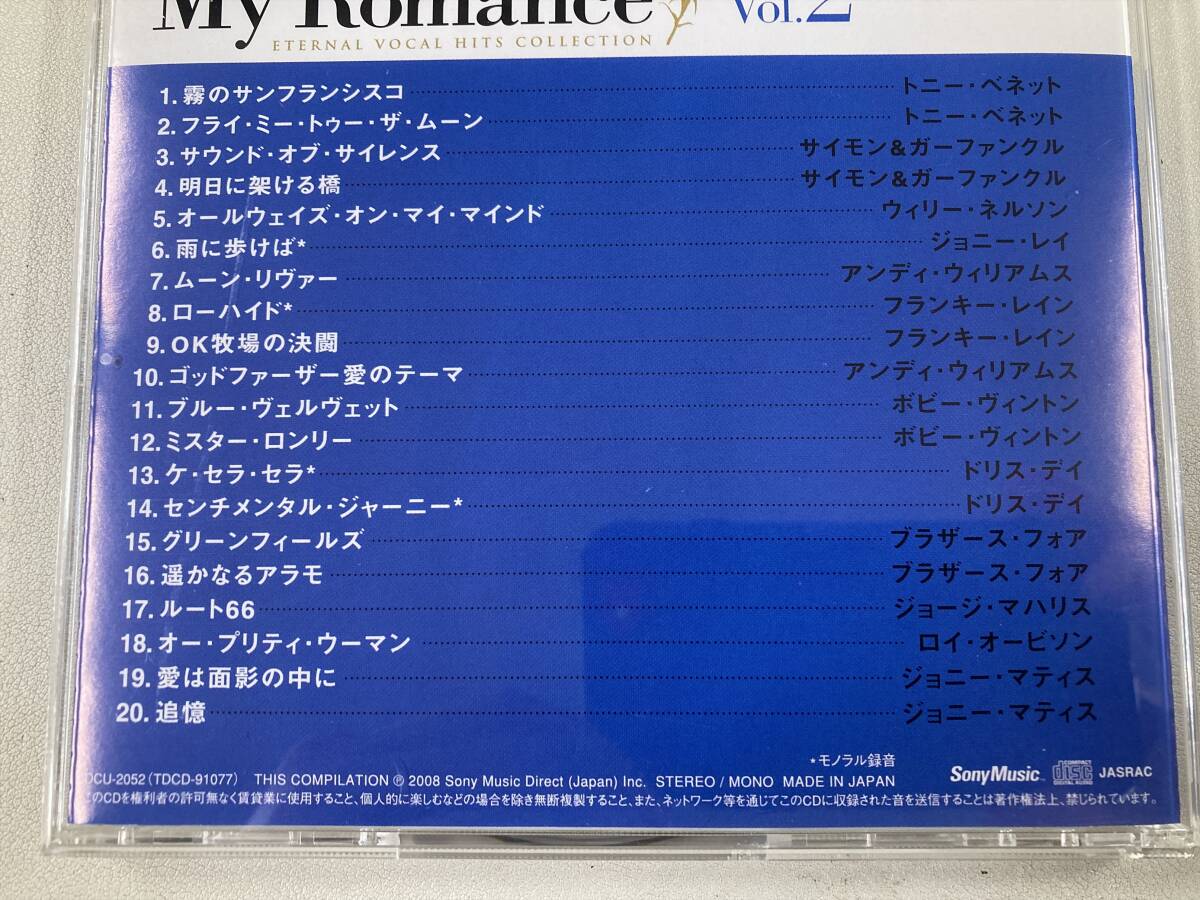 My Romance Vol.2
ETERNAL VOCAL HITS COLLECTION
1. 霧のサンフランシスコ トニー・ベネット
2. フライ・ミー・トゥー・ザ・ムーン トニー・ベネット
3. サウンド・オブ・サイレンス サイモン&ガーファンクル
4. 明日に架ける橋 サイモン&ガーファンクル
5. オールウェイズ・オン・マイ・マインド ウィリー・ネルソン
6. 雨に歩けば* ジョニー・レイ
7. ムーン・リヴァー アンディ・ウィリアムス
8. ローハイド* フランキー・レイン
9. OK牧場の決闘 フランキー・レイン
10. ゴッドファーザー愛のテーマ アンディ・ウィリアムス
11. ブルー・ヴェルヴェット ボビー・ヴィントン
12. ミスター・ロンリー ボビー・ヴィントン
13. ケ・セラ・セラ* ドリス・デイ
14. センチメンタル・ジャーニー* ドリス・デイ
15. グリーンフィールズ ブラザース・フォア
16. 遥かなるアラモ ブラザース・フォア
17. ルート66 ジョージ・マハリス
18. オー・プリティ・ウーマン ロイ・オービソン
19. 愛は面影の中に ジョニー・マティス
20. 追憶 ジョニー・マティス
*モノラル録音
DCU-2052 (TDCD-91077) THIS COMPILATION ℗ 2008 Sony Music Direct (Japan) Inc. STEREO / MONO MADE IN JAPAN SonyMusic COMPACT disc DIGITAL AUDIO JASRAC
このCDを権利者の許可無く賃貸業に使用すること、個人的に楽しむなどの場合を除き無断複製すること、また、ネットワーク等を通じてこのCDに収録された音を送信することは著作権法上、禁じられています。